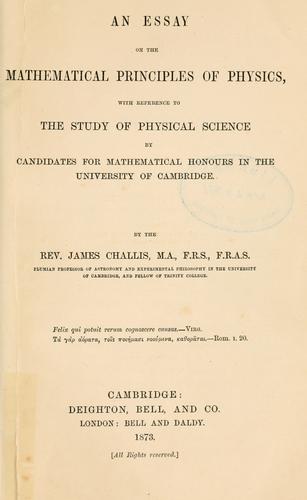 AN ESSAY
ON THE
MATHEMATICAL PRINCIPLES OF PHYSICS,
WITH REFERENCE TO
THE STUDY OF PHYSICAL SCIENCE
BY
CANDIDATES FOR MATHEMATICAL HONOURS IN THE
UNIVERSITY OF CAMBRIDGE.
BY THE
REV. JAMES CHALLIS, M.A., F.R.S., F.R.A.S.
PLUMIAN PROFESSOR OF ASTRONOMY AND EXPERIMENTAL PHILOSOPHY IN THE UNIVERSITY
OF CAMBRIDGE, AND FELLOW OF TRINITY COLLEGE.
Felix qui potuit rerum cognoscere causas.—VIRG.
Τὰ γὰρ ἀόρατα, τοῖς ποιήμασι νοούμενα, καθορᾶται.—ROM. i. 20.
CAMBRIDGE:
DEIGHTON, BELL, AND CO.
LONDON: BELL AND DALDY.
1873.
[All Rights reserved.]